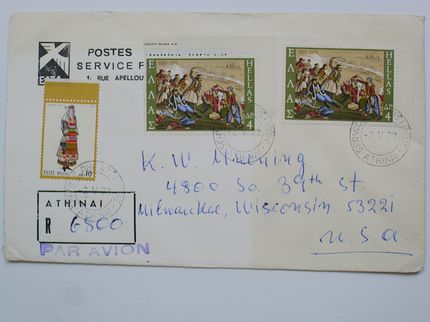 POSTES
SERVICE P
1: RUE APELLOU
ΕΛΛΑΣ
HELLAS
ΔΡ 4
ΕΛΛΑΣ
HELLAS
ΔΡ 4
ATHINAI
R 6800
PAR AVION
K. W.
4800 So. 39th st.
Milwaukee, Wisconsin 53221
U.S.A